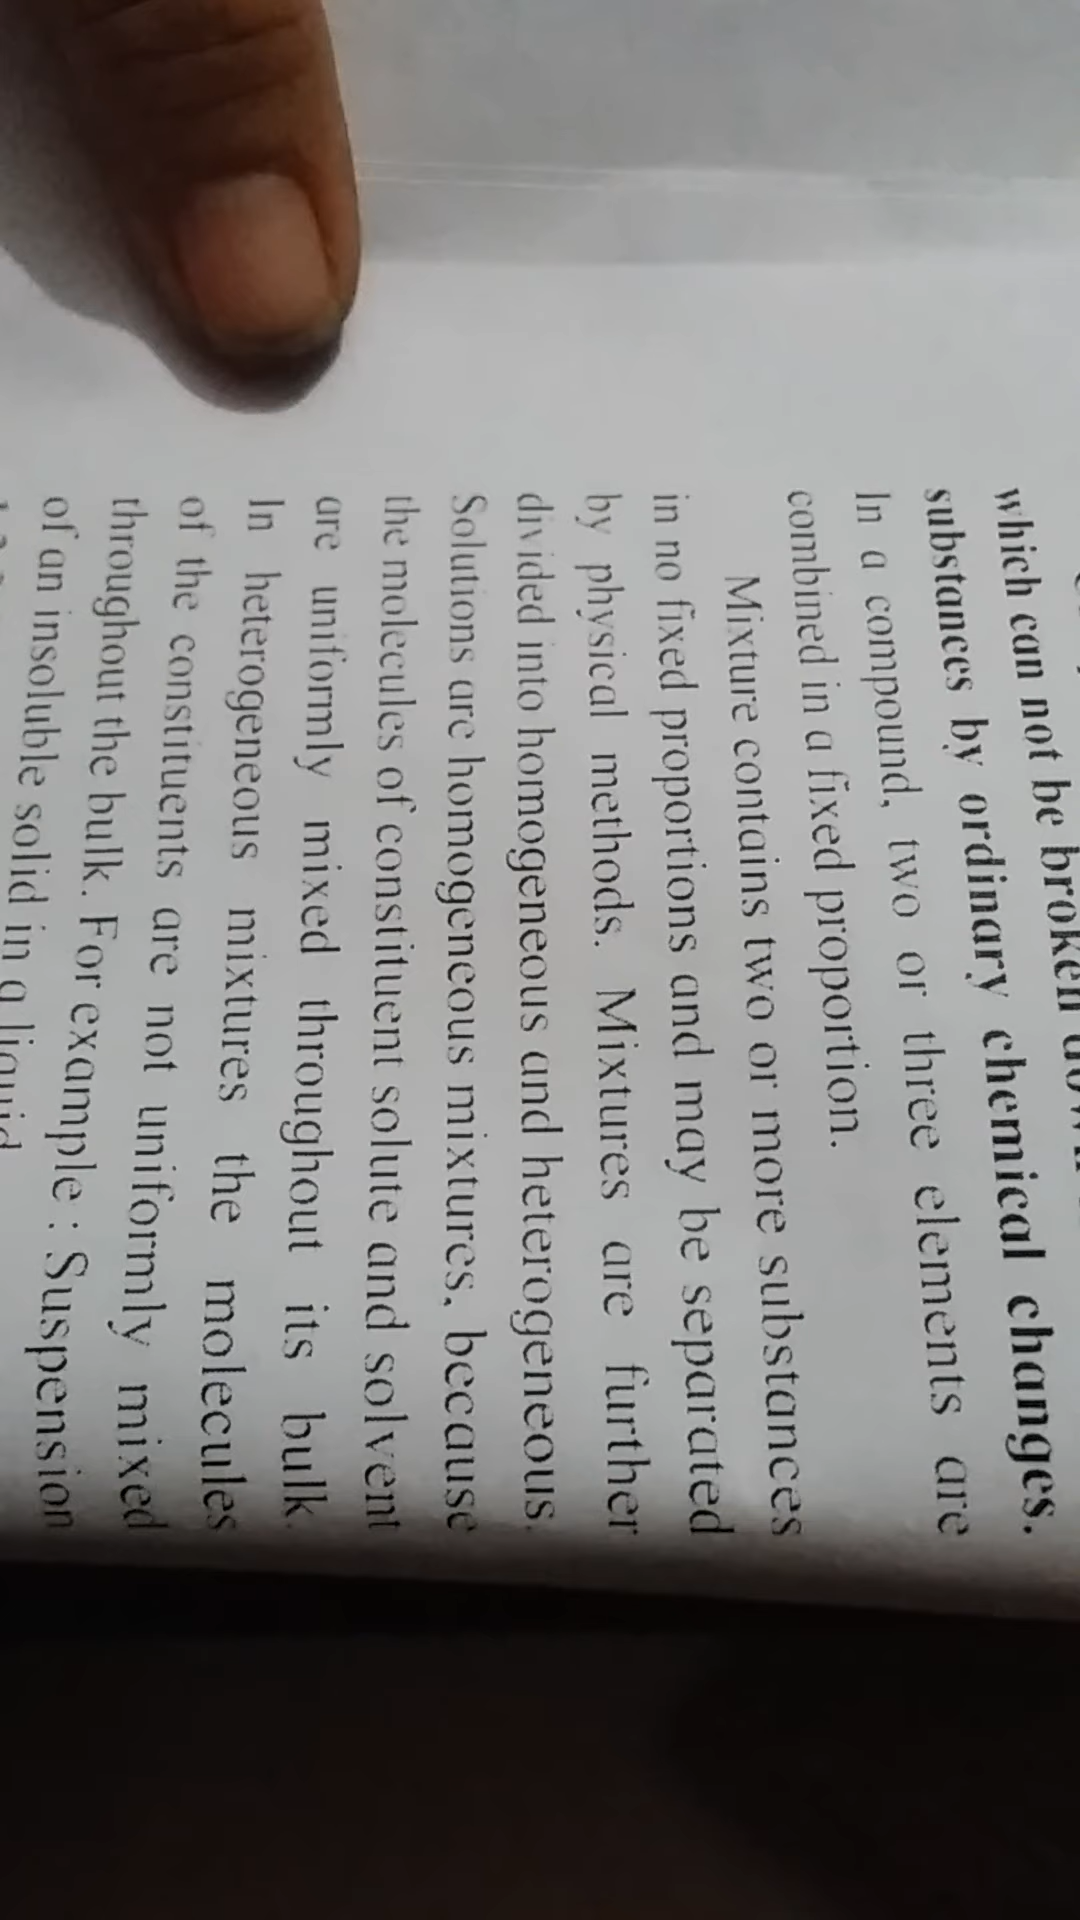 which can not be broken down
substances by ordinary chemical changes.
In a compound, two or three elements are
combined in a fixed proportion.
Mixture contains two or more substances
in no fixed proportions and may be separated
by physical methods. Mixtures are further
divided into homogeneous and heterogeneous.
Solutions are homogeneous mixtures, because
the molecules of constituent solute and solvent
are uniformly mixed throughout its bulk.
In heterogeneous mixtures the molecules
of the constituents are not uniformly mixed
throughout the bulk. For example : Suspension
of an insoluble solid in a liquid